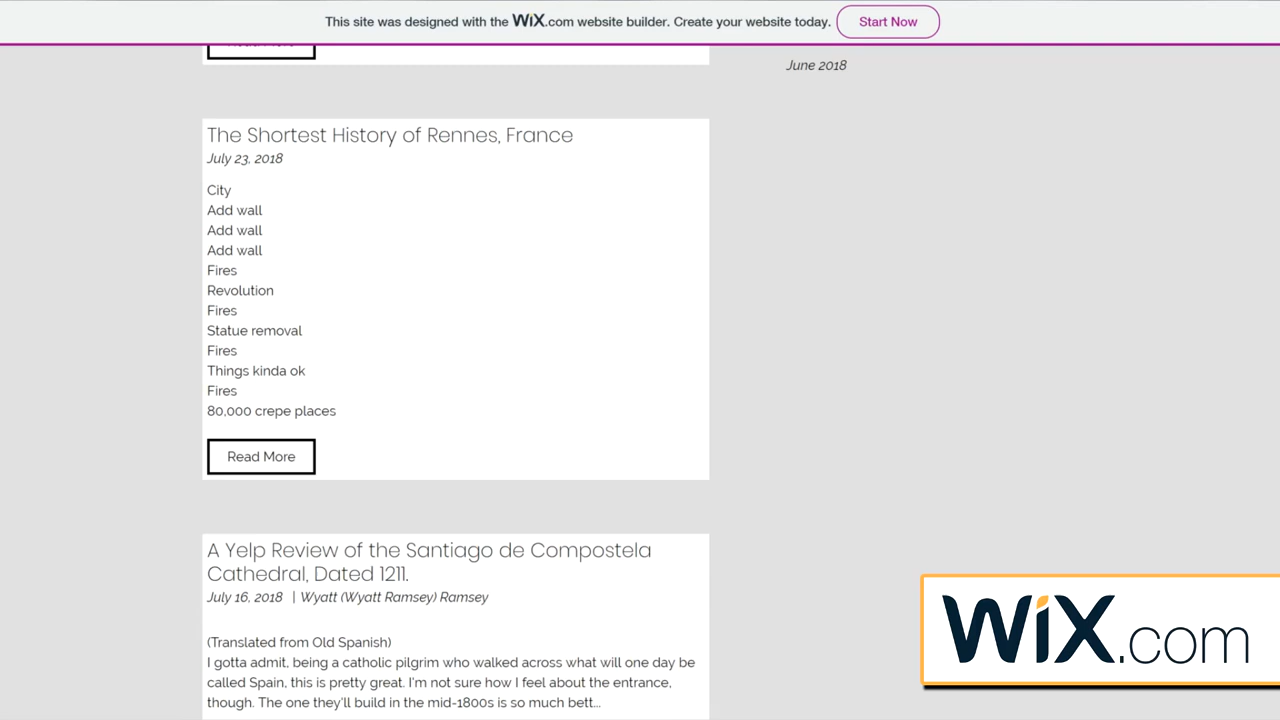 This site was designed with the WiX.com website builder. Create your website today.
Start Now
June 2018
The Shortest History of Rennes, France
July 23, 2018
City
Add wall
Add wall
Add wall
Fires
Revolution
Fires
Statue removal
Fires
Things kinda ok
Fires
80,000 crepe places
Read More
A Yelp Review of the Santiago de Compostela
Cathedral, Dated 1211.
July 16, 2018 | Wyatt (Wyatt Ramsey) Ramsey
(Translated from Old Spanish)
I gotta admit, being a catholic pilgrim who walked across what will one day be
called Spain, this is pretty great. I'm not sure how I feel about the entrance,
though. The one they'll build in the mid-1800s is so much bett...
WiX.com